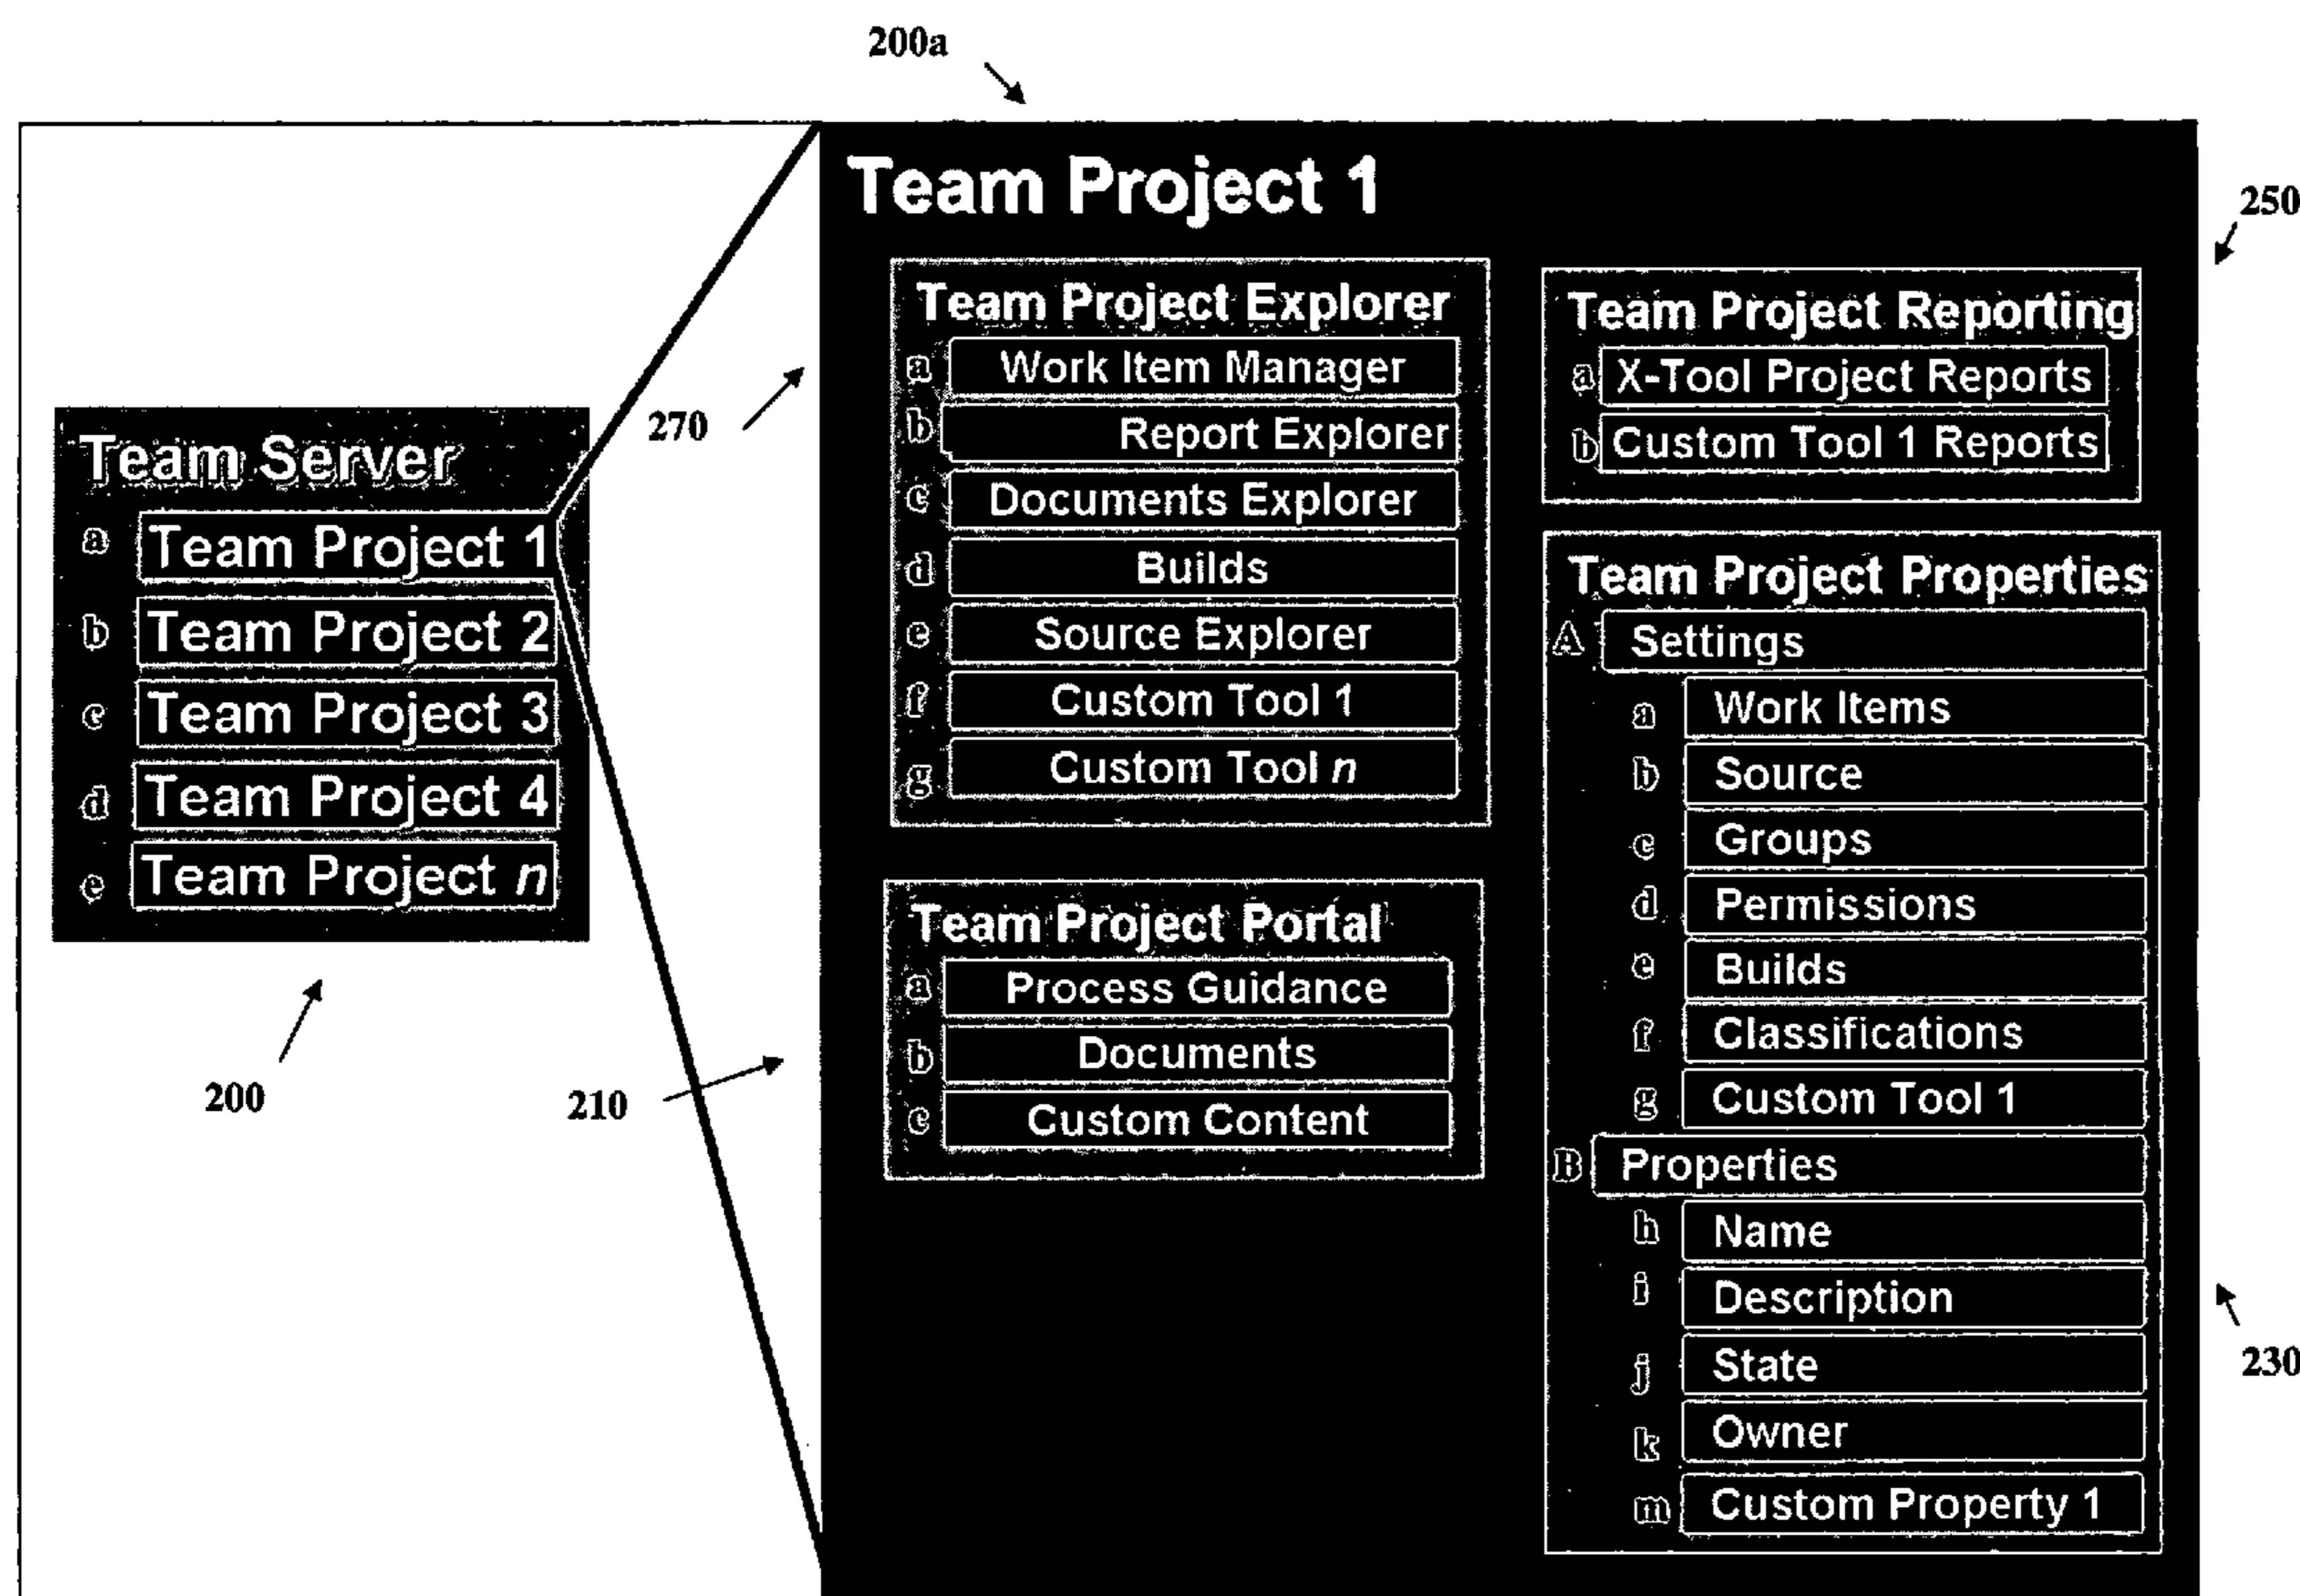 200a
Team Project 1
250
Team Server
a Team Project 1
b Team Project 2
c Team Project 3
d Team Project 4
e Team Project n
200
270
Team Project Explorer
a Work Item Manager
b Report Explorer
c Documents Explorer
d Builds
e Source Explorer
f Custom Tool 1
g Custom Tool n
210
Team Project Portal
a Process Guidance
b Documents
c Custom Content
Team Project Reporting
a X-Tool Project Reports
b Custom Tool 1 Reports
Team Project Properties
A Settings
a Work Items
b Source
c Groups
d Permissions
e Builds
f Classifications
g Custom Tool 1
B Properties
h Name
i Description
j State
k Owner
m Custom Property 1
230